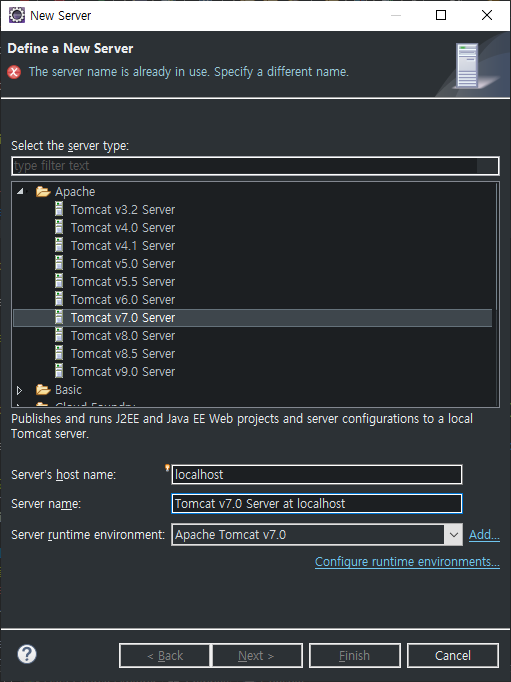 New Server
Define a New Server
The server name is already in use. Specify a different name.
Select the server type:
type filter text
Apache
Tomcat v3.2 Server
Tomcat v4.0 Server
Tomcat v4.1 Server
Tomcat v5.0 Server
Tomcat v5.5 Server
Tomcat v6.0 Server
Tomcat v7.0 Server
Tomcat v8.0 Server
Tomcat v8.5 Server
Tomcat v9.0 Server
Basic
Cloud Foundry
Publishes and runs J2EE and Java EE Web projects and server configurations to a local
Tomcat server.
Server's host name: localhost
Server name: Tomcat v7.0 Server at localhost
Server runtime environment: Apache Tomcat v7.0 Add...
Configure runtime environments...
? < Back Next > Finish Cancel